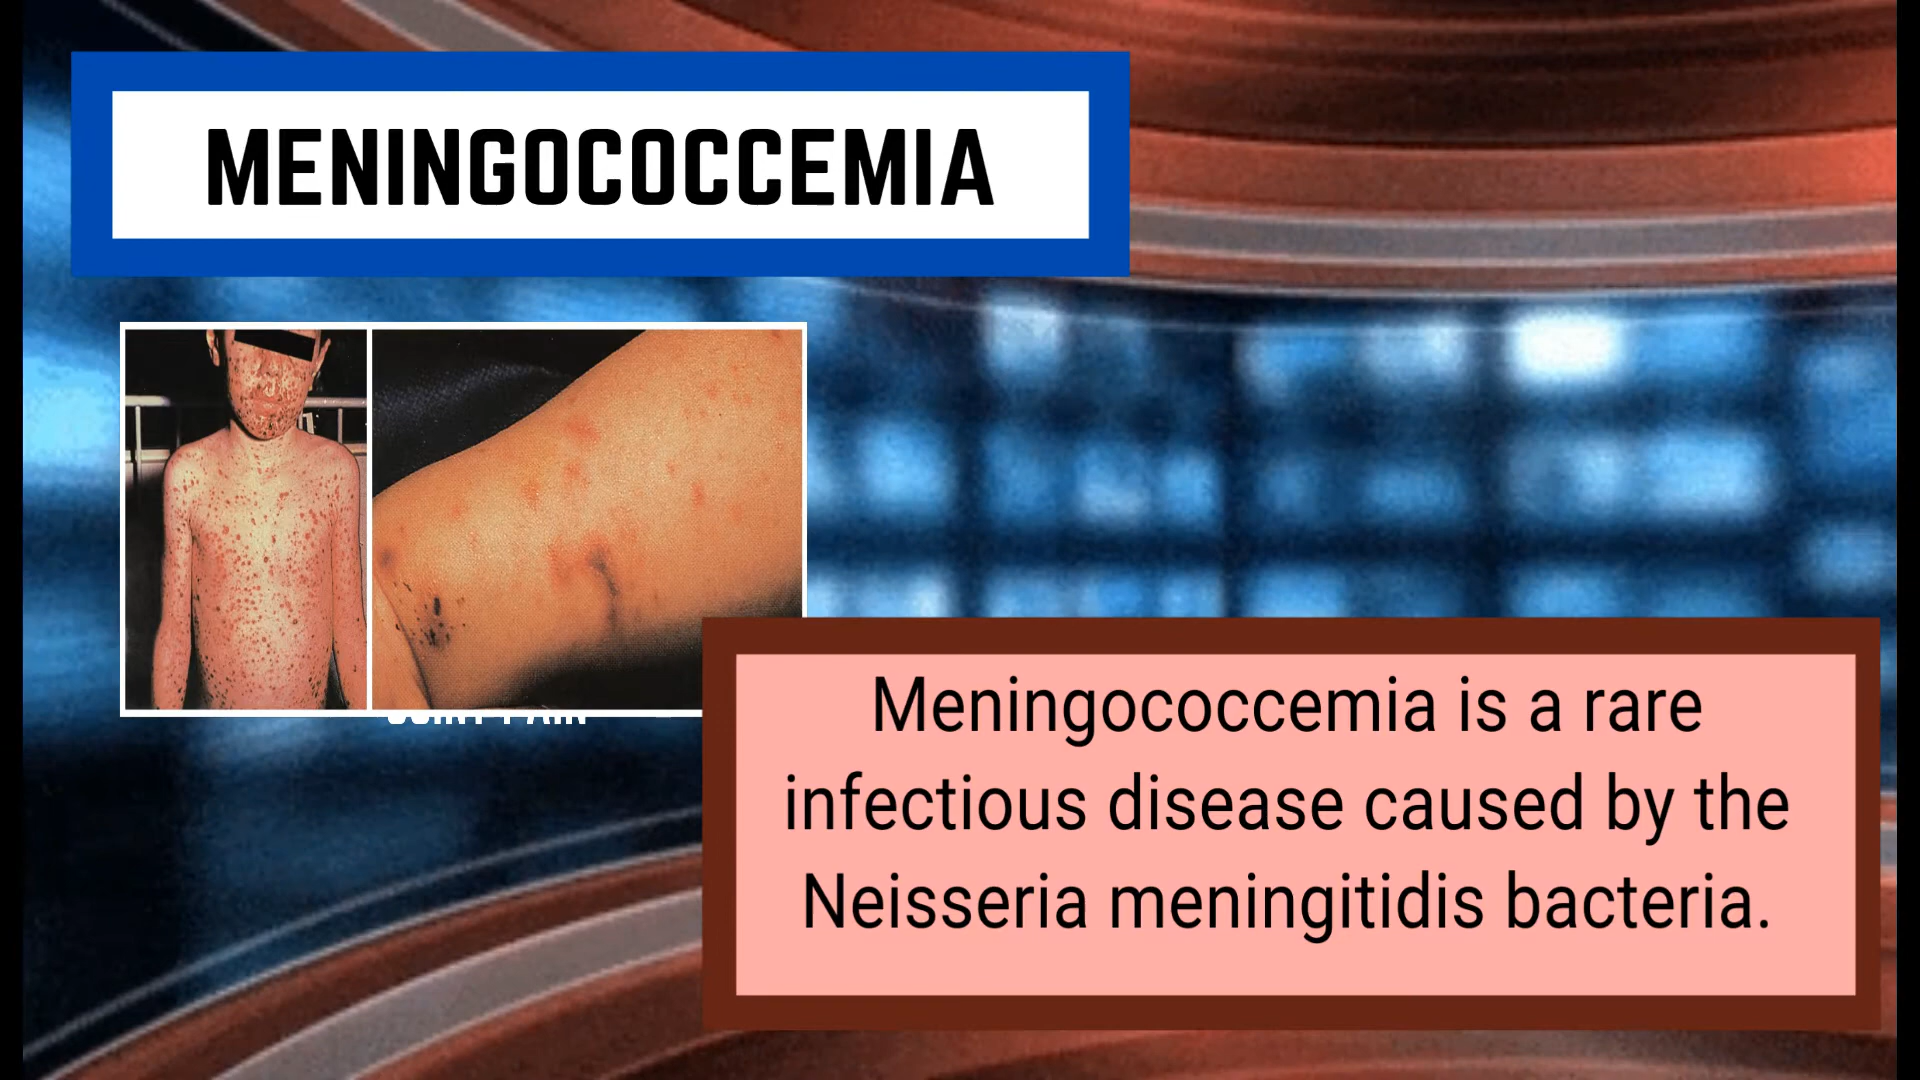 MENINGOCOCCEMIA
Meningococcemia is a rare
infectious disease caused by the
Neisseria meningitidis bacteria.